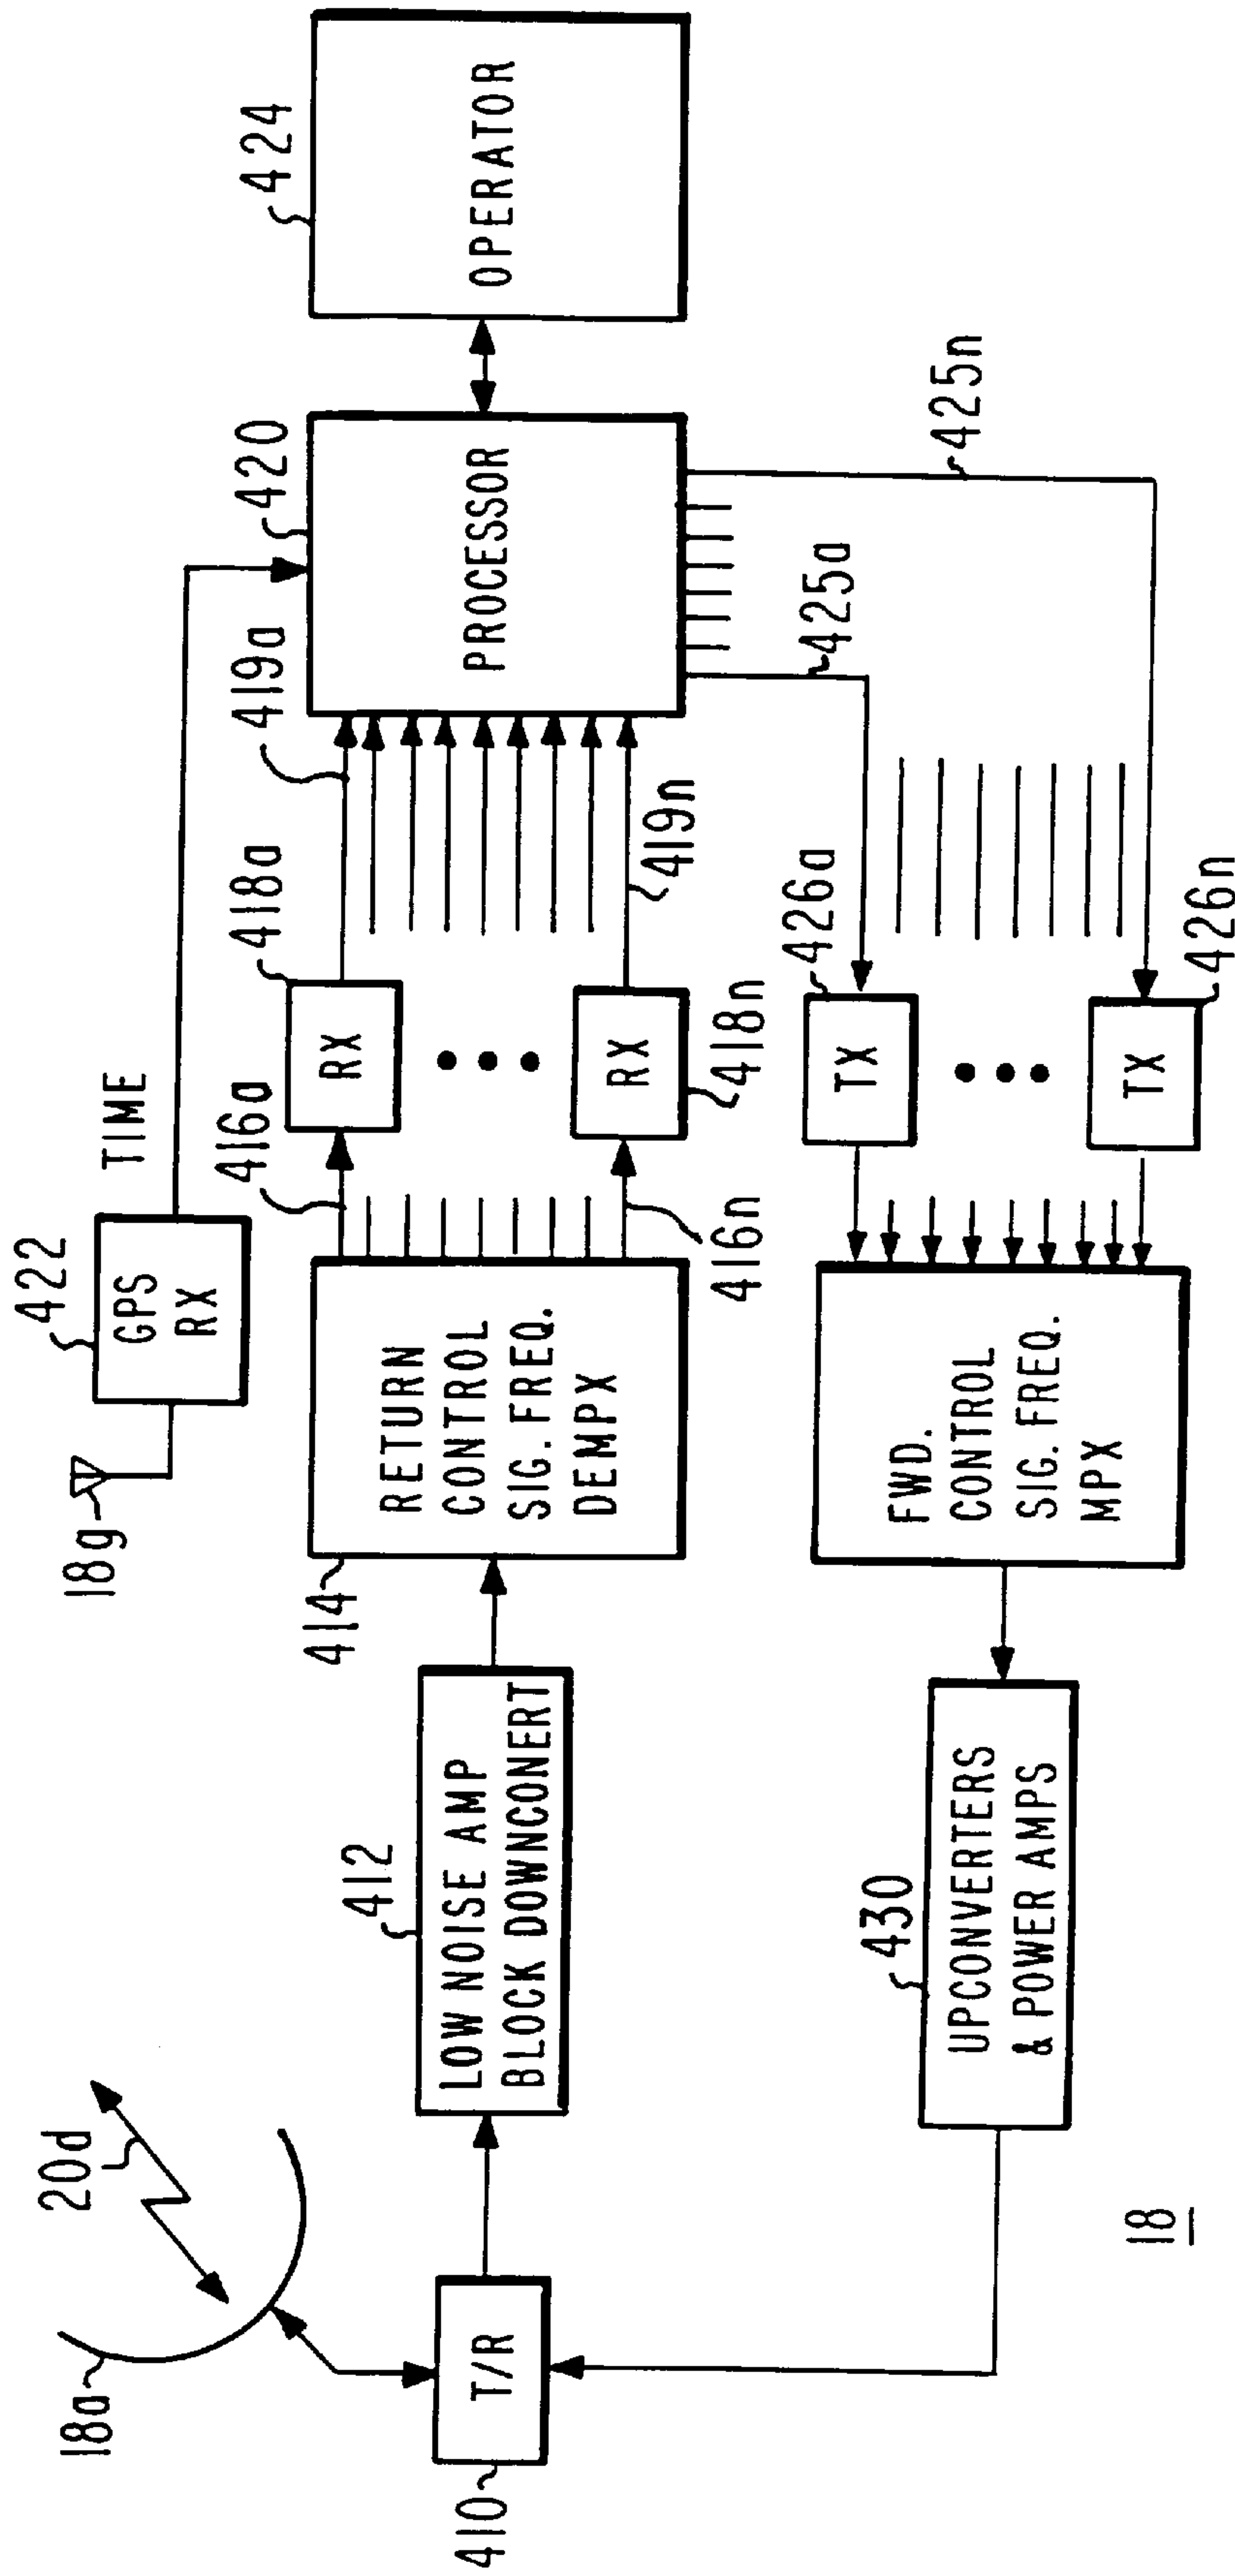 18a
20d
410
T/R
412
LOW NOISE AMP
BLOCK DOWNCONERT
414
RETURN
CONTROL
SIG. FREQ.
DEMPX
18g
422
GPS
RX
TIME
416a
416n
418a
RX
RX
418n
419a
419n
420
PROCESSOR
424
OPERATOR
425a
425n
426a
TX
TX
426n
FWD.
CONTROL
SIG. FREQ.
MPX
430
UPCONVERTERS
& POWER AMPS
18